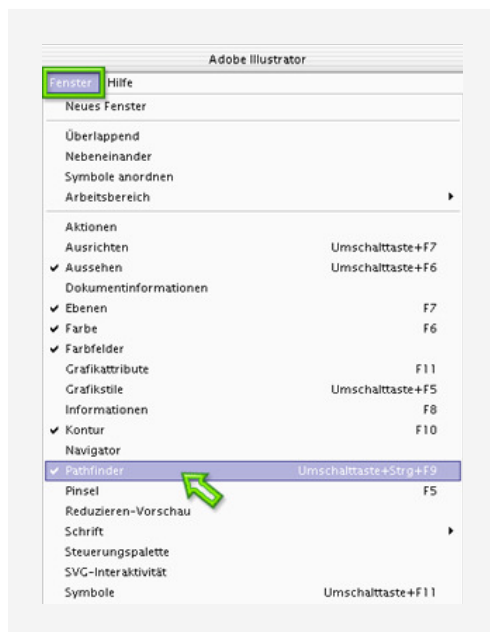 Adobe Illustrator
Fenster Hilfe
Neues Fenster
Überlappend
Nebeneinander
Symbole anordnen
Arbeitsbereich
Aktionen
Ausrichten Umschalttaste+F7
Aussehen Umschalttaste+F6
Dokumentinformationen
Ebenen F7
Farbe F6
Farbfelder
Grafikattribute F11
Grafikstile Umschalttaste+F5
Informationen F8
Kontur F10
Navigator
Pathfinder Umschalttaste+Strg+F9
Pinsel F5
Reduzieren-Vorschau
Schrift
Steuerungspalette
SVG-Interaktivität
Symbole Umschalttaste+F11